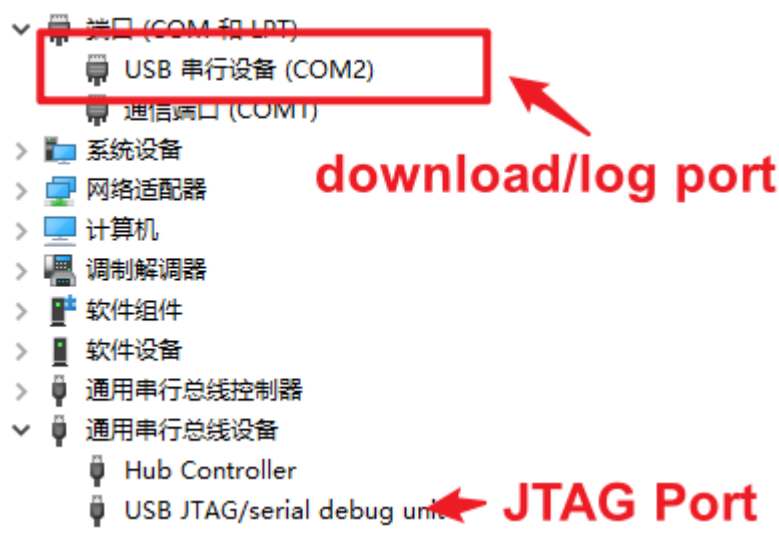 端口 (COM 和 LPT)
USB 串行设备 (COM2)
通信端口 (COM1)
download/log port
系统设备
网络适配器
计算机
调制解调器
软件组件
软件设备
通用串行总线控制器
通用串行总线设备
Hub Controller
USB JTAG/serial debug unit
JTAG Port